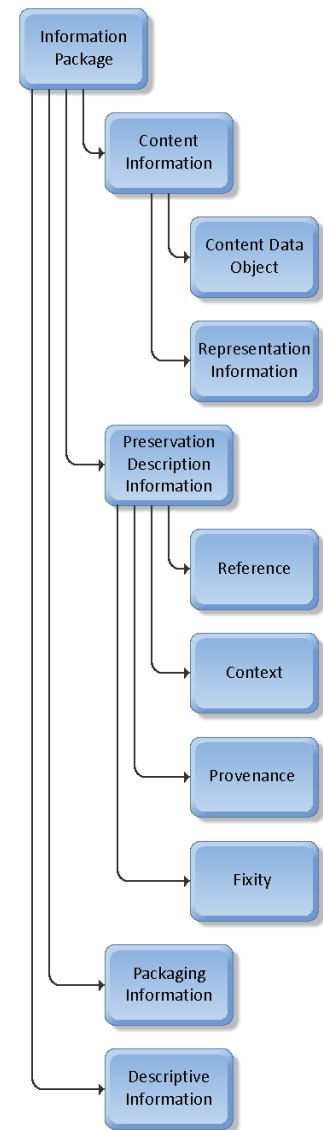 Information
Package
Content
Information
Content Data
Object
Representation
Information
Preservation
Description
Information
Reference
Context
Provenance
Fixity
Packaging
Information
Descriptive
Information